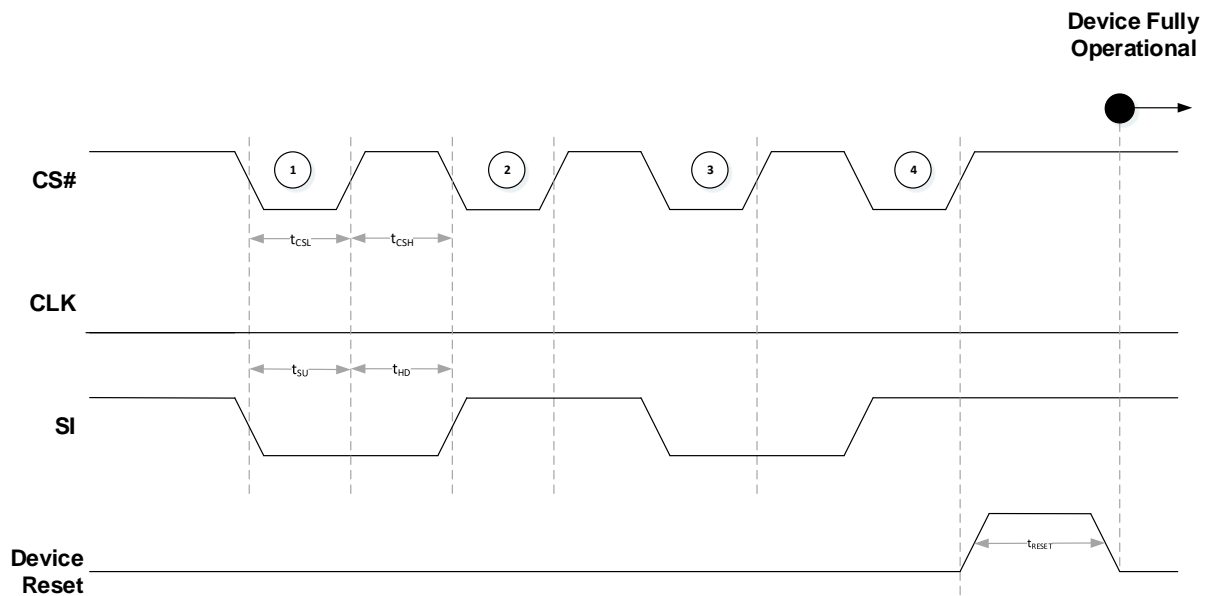 Device Fully
Operational
CS#
1
2
3
4
tCSL
tCSH
CLK
tSU
tHD
SI
Device
Reset
tRESET